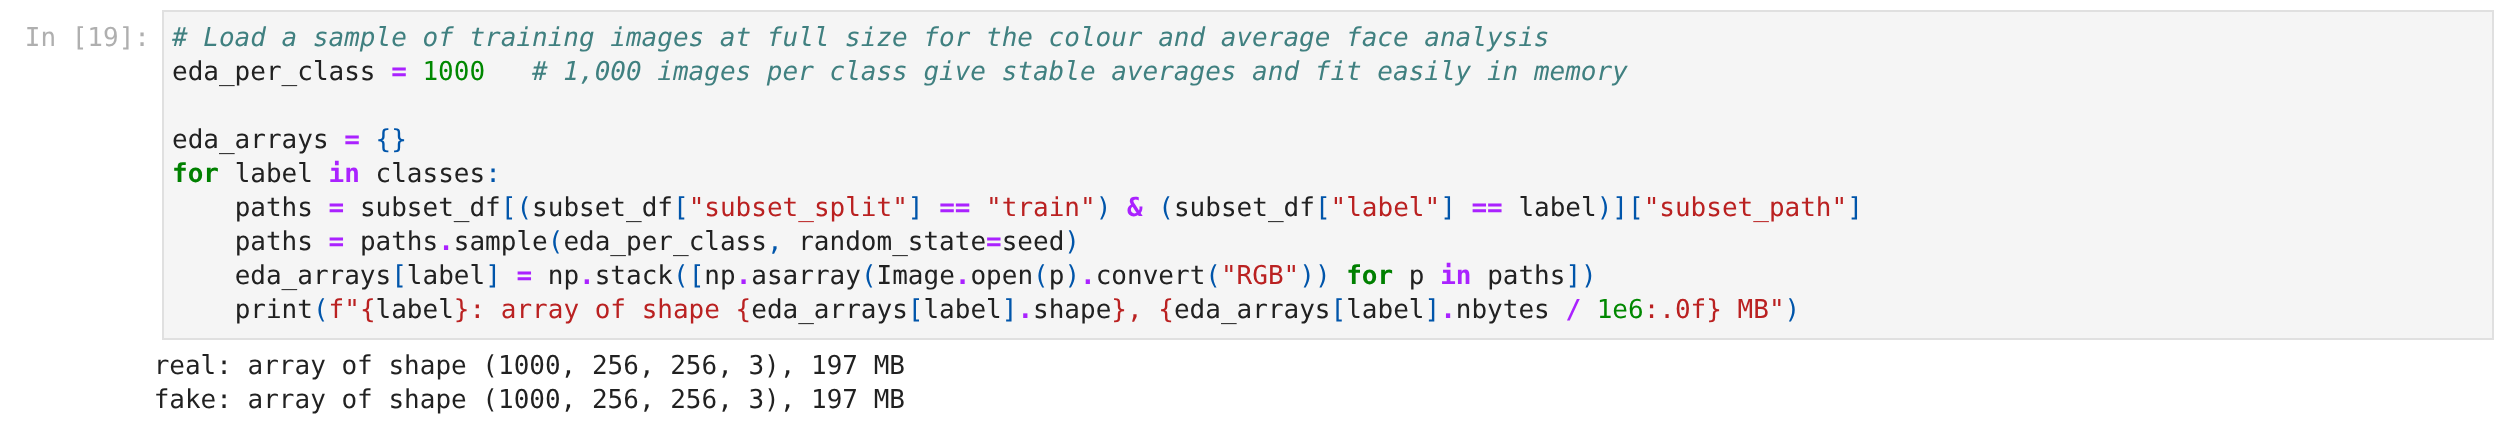 In [19]:
# Load a sample of training images at full size for the colour and average face analysis
eda_per_class = 1000   # 1,000 images per class give stable averages and fit easily in memory

eda_arrays = {}
for label in classes:
    paths = subset_df[(subset_df["subset_split"] == "train") & (subset_df["label"] == label)]["subset_path"]
    paths = paths.sample(eda_per_class, random_state=seed)
    eda_arrays[label] = np.stack([np.asarray(Image.open(p).convert("RGB")) for p in paths])
    print(f"{label}: array of shape {eda_arrays[label].shape}, {eda_arrays[label].nbytes / 1e6:.0f} MB")
real: array of shape (1000, 256, 256, 3), 197 MB
fake: array of shape (1000, 256, 256, 3), 197 MB